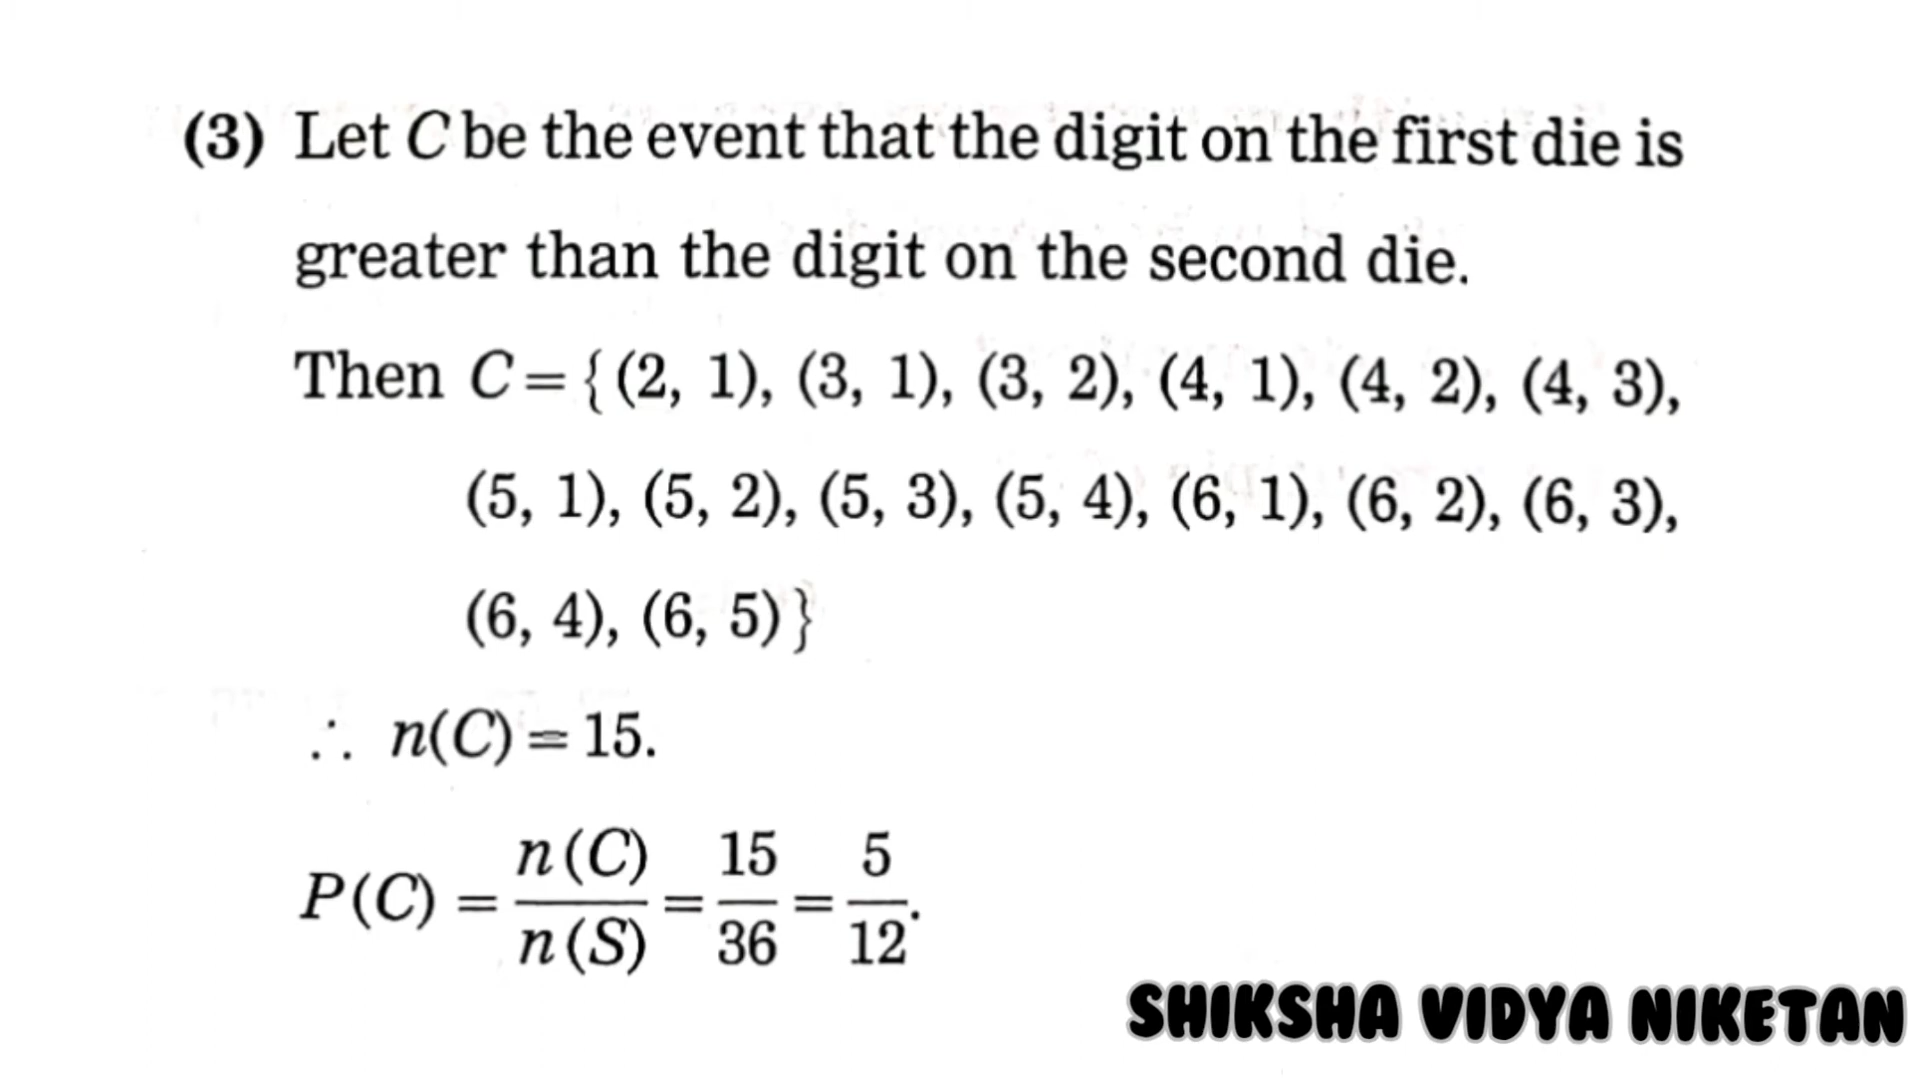 (3) Let C be the event that the digit on the first die is
greater than the digit on the second die.
Then C = { (2, 1), (3, 1), (3, 2), (4, 1), (4, 2), (4, 3),
(5, 1), (5, 2), (5, 3), (5, 4), (6, 1), (6, 2), (6, 3),
(6, 4), (6, 5) }
∴ n(C) = 15.
P(C) = n(C)/n(S) = 15/36 = 5/12.
SHIKSHA VIDYA NIKETAN